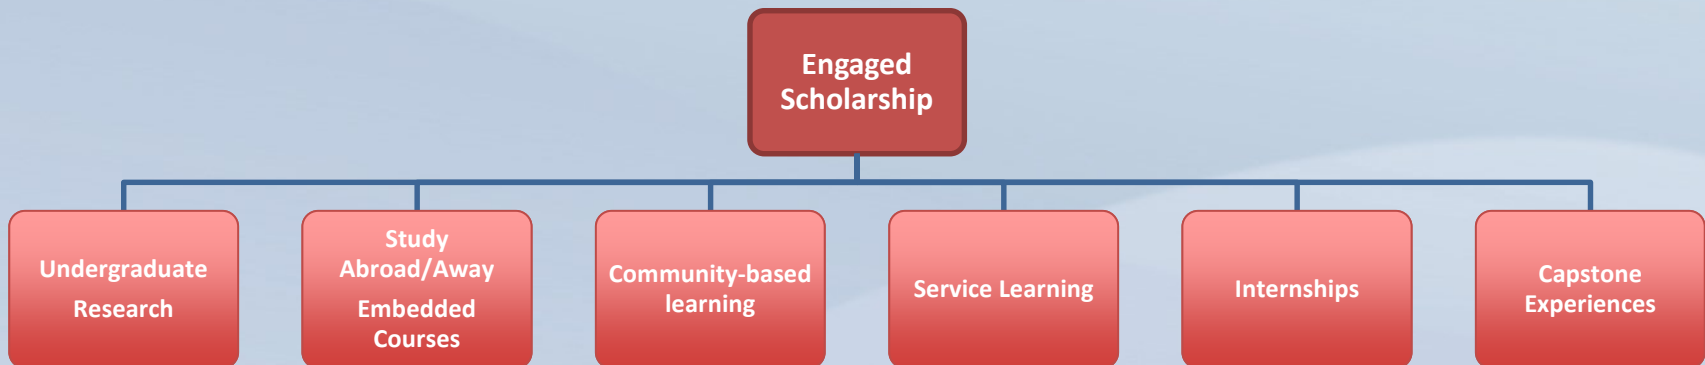 Engaged
Scholarship
Undergraduate
Research
Study
Abroad/Away
Embedded
Courses
Community-based
learning
Service Learning
Internships
Capstone
Experiences